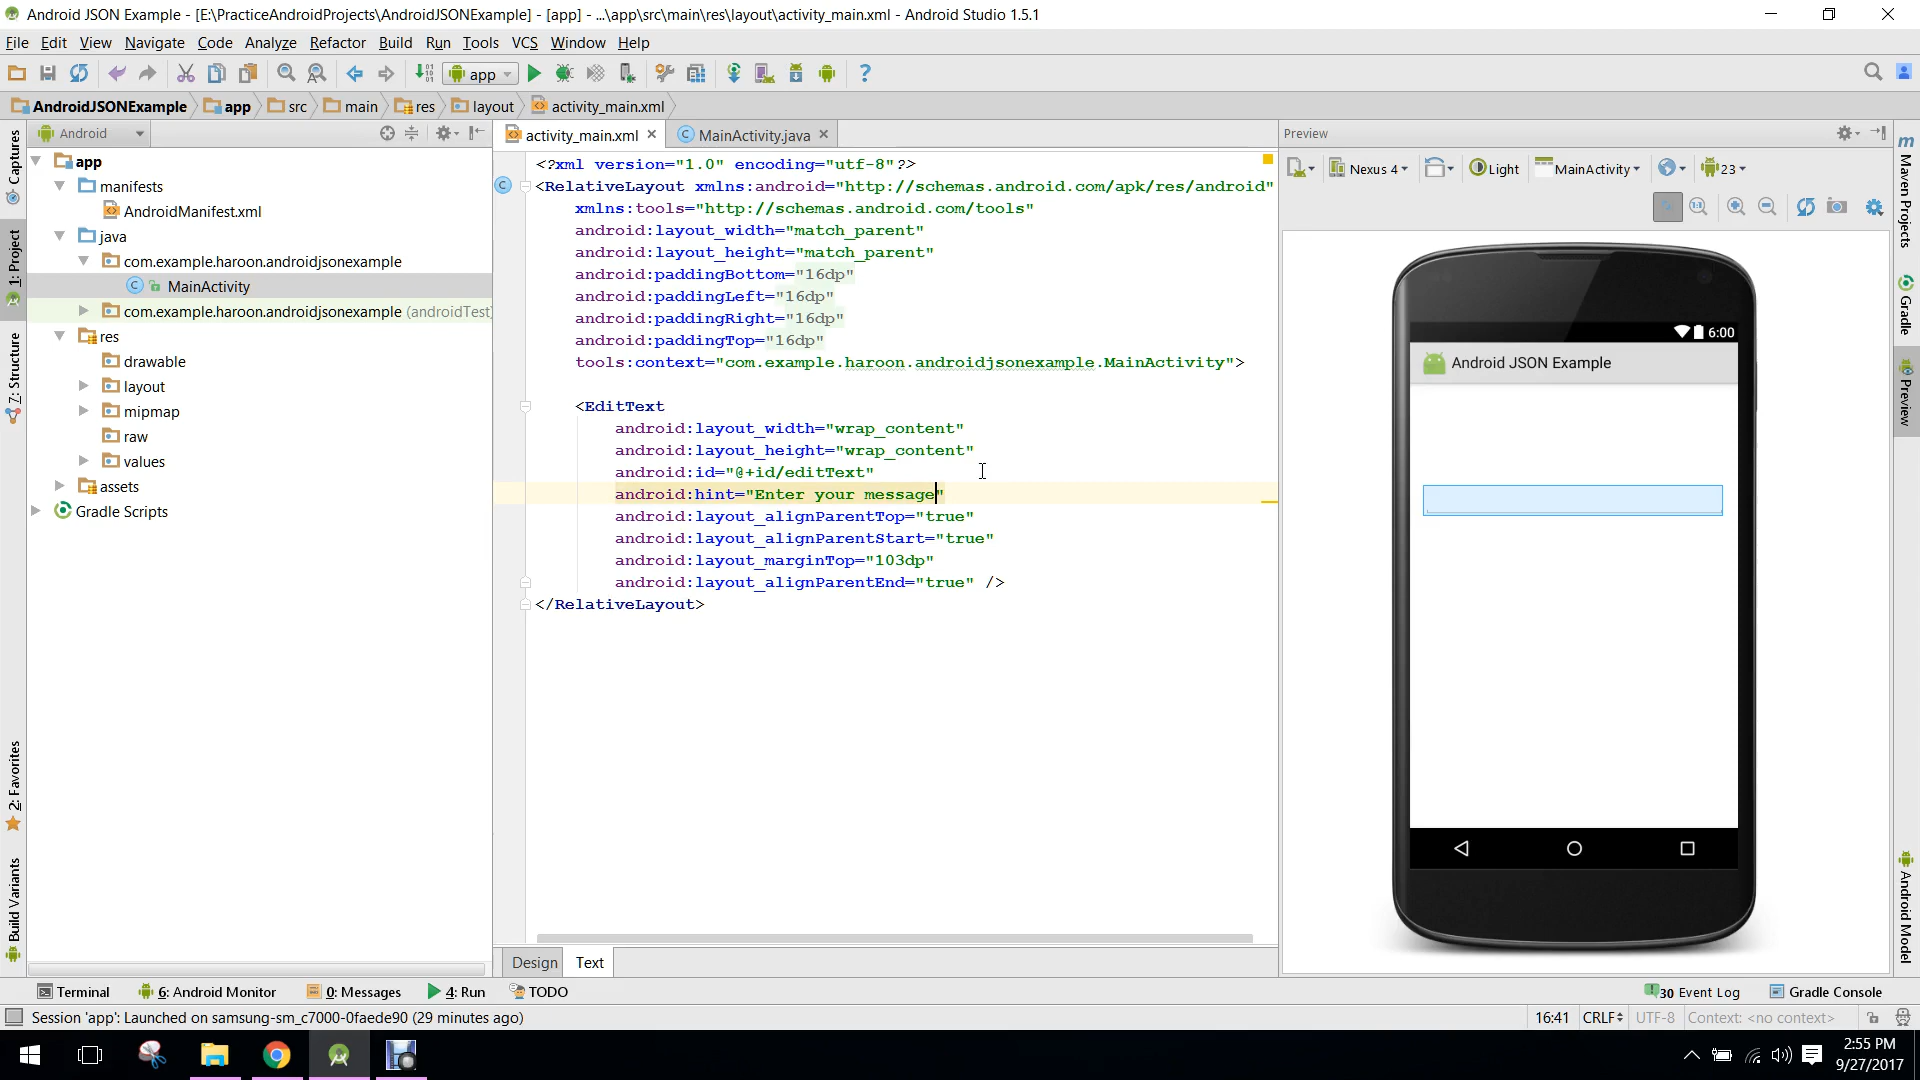 Android JSON Example - [E:\PracticeAndroidProjects\AndroidJSONExample] - [app] - ...\app\src\main\res\layout\activity_main.xml - Android Studio 1.5.1
File Edit View Navigate Code Analyze Refactor Build Run Tools VCS Window Help
app
AndroidJSONExample app src main res layout activity_main.xml
Android
activity_main.xml MainActivity.java
Preview
Captures
1: Project
7: Structure
2: Favorites
Build Variants
app
manifests
AndroidManifest.xml
java
com.example.haroon.androidjsonexample
MainActivity
com.example.haroon.androidjsonexample (androidTest)
res
drawable
layout
mipmap
raw
values
assets
Gradle Scripts
<?xml version="1.0" encoding="utf-8"?>
<RelativeLayout xmlns:android="http://schemas.android.com/apk/res/android"
xmlns:tools="http://schemas.android.com/tools"
android:layout_width="match_parent"
android:layout_height="match_parent"
android:paddingBottom="16dp"
android:paddingLeft="16dp"
android:paddingRight="16dp"
android:paddingTop="16dp"
tools:context="com.example.haroon.androidjsonexample.MainActivity">
<EditText
android:layout_width="wrap_content"
android:layout_height="wrap_content"
android:id="@+id/editText"
android:hint="Enter your message"
android:layout_alignParentTop="true"
android:layout_alignParentStart="true"
android:layout_marginTop="103dp"
android:layout_alignParentEnd="true" />
</RelativeLayout>
Design Text
Nexus 4 Light MainActivity 23
1:1
6:00
Android JSON Example
m Maven Projects
Gradle
Preview
Android Model
Terminal 6: Android Monitor 0: Messages 4: Run TODO 30 Event Log Gradle Console
Session 'app': Launched on samsung-sm_c7000-0faede90 (29 minutes ago) 16:41 CRLF UTF-8 Context: <no context>
2:55 PM
9/27/2017